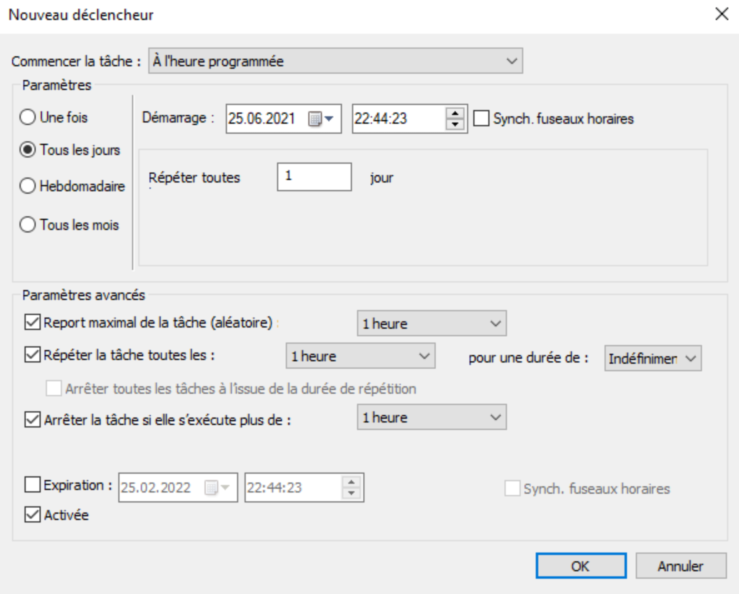 Nouveau déclencheur
Commencer la tâche : À l'heure programmée
Paramètres
Une fois
Démarrage : 25.06.2021 22:44:23 Synch. fuseaux horaires
Tous les jours
Répéter toutes 1 jour
Hebdomadaire
Tous les mois
Paramètres avancés
Report maximal de la tâche (aléatoire) : 1 heure
Répéter la tâche toutes les : 1 heure pour une durée de : Indéfinimer
Arrêter toutes les tâches à l'issue de la durée de répétition
Arrêter la tâche si elle s'exécute plus de : 1 heure
Expiration : 25.02.2022 22:44:23 Synch. fuseaux horaires
Activée
OK Annuler